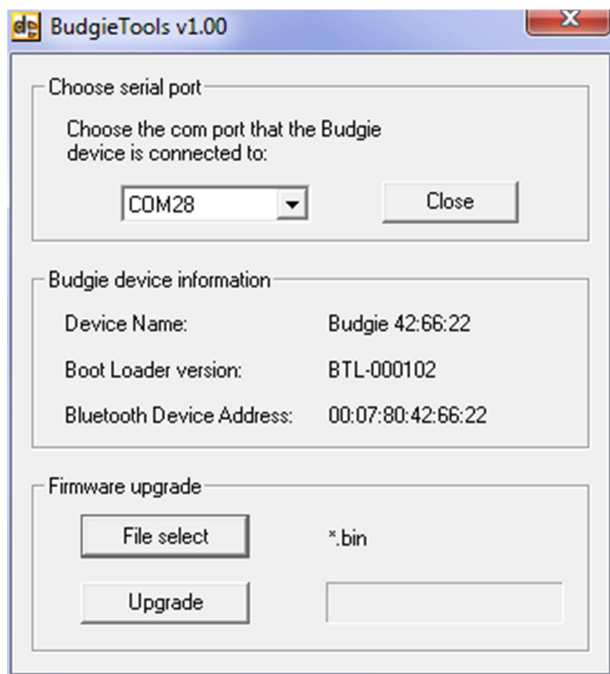 BudgieTools v1.00
Choose serial port
Choose the com port that the Budgie
device is connected to:
COM28
Close
Budgie device information
Device Name: Budgie 42:66:22
Boot Loader version: BTL-000102
Bluetooth Device Address: 00:07:80:42:66:22
Firmware upgrade
File select *.bin
Upgrade